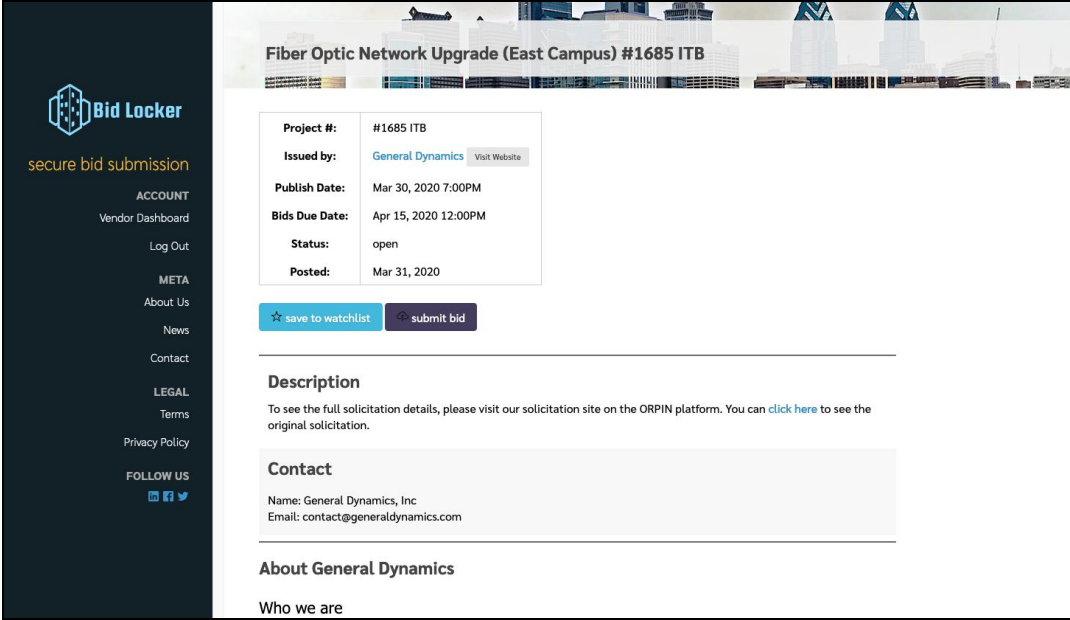 Bid Locker
secure bid submission
ACCOUNT
Vendor Dashboard
Log Out
META
About Us
News
Contact
LEGAL
Terms
Privacy Policy
FOLLOW US
Fiber Optic Network Upgrade (East Campus) #1685 ITB
Project #: #1685 ITB
Issued by: General Dynamics Visit Website
Publish Date: Mar 30, 2020 7:00PM
Bids Due Date: Apr 15, 2020 12:00PM
Status: open
Posted: Mar 31, 2020
save to watchlist submit bid
Description
To see the full solicitation details, please visit our solicitation site on the ORPIN platform. You can click here to see the
original solicitation.
Contact
Name: General Dynamics, Inc
Email: contact@generaldynamics.com
About General Dynamics
Who we are